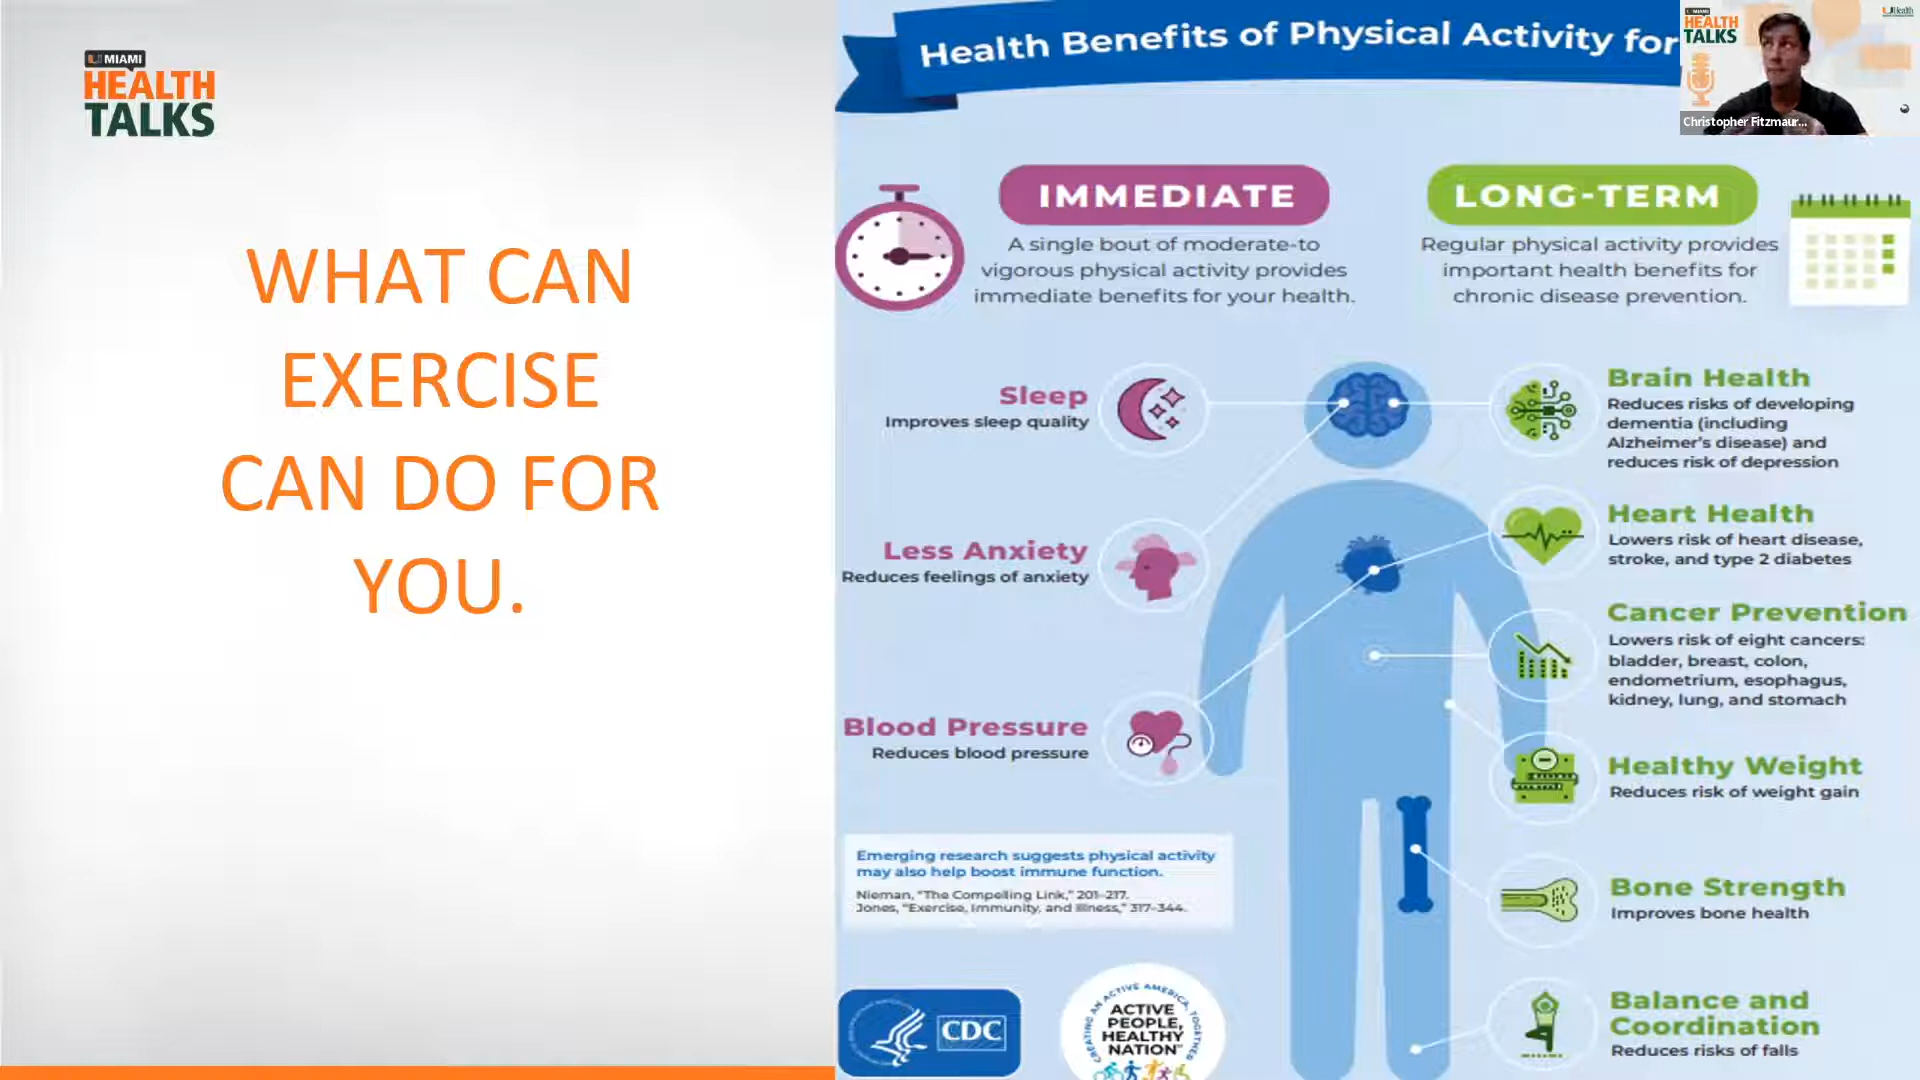 MIAMI
HEALTH
TALKS
WHAT CAN
EXERCISE
CAN DO FOR
YOU.
Health Benefits of Physical Activity for
IMMEDIATE
A single bout of moderate-to
vigorous physical activity provides
immediate benefits for your health.
LONG-TERM
Regular physical activity provides
important health benefits for
chronic disease prevention.
Sleep
Improves sleep quality
Less Anxiety
Reduces feelings of anxiety
Blood Pressure
Reduces blood pressure
Brain Health
Reduces risks of developing
dementia (including
Alzheimer's disease) and
reduces risk of depression
Heart Health
Lowers risk of heart disease,
stroke, and type 2 diabetes
Cancer Prevention
Lowers risk of eight cancers:
bladder, breast, colon,
endometrium, esophagus,
kidney, lung, and stomach
Healthy Weight
Reduces risk of weight gain
Bone Strength
Improves bone health
Balance and
Coordination
Reduces risks of falls
Emerging research suggests physical activity
may also help boost immune function.
Nieman, "The Compelling Link," 201–217.
Jones, "Exercise, Immunity, and Illness," 317–344.
CDC
CREATING AN ACTIVE AMERICA, TOGETHER
ACTIVE
PEOPLE,
HEALTHY
NATION™
MIAMI
HEALTH
TALKS
UHealth
Christopher Fitzmaur...